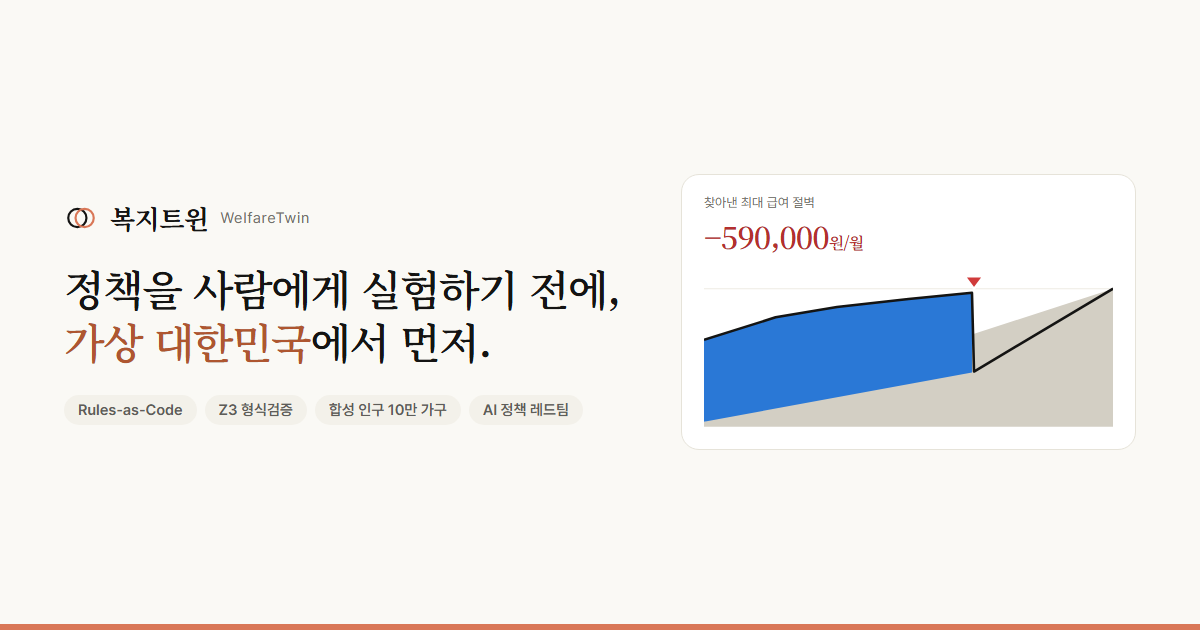 복지트윈 WelfareTwin
정책을 사람에게 실험하기 전에,
가상 대한민국에서 먼저.
Rules-as-Code Z3 형식검증 합성 인구 10만 가구 AI 정책 레드팀
찾아낸 최대 급여 절벽
−590,000원/월